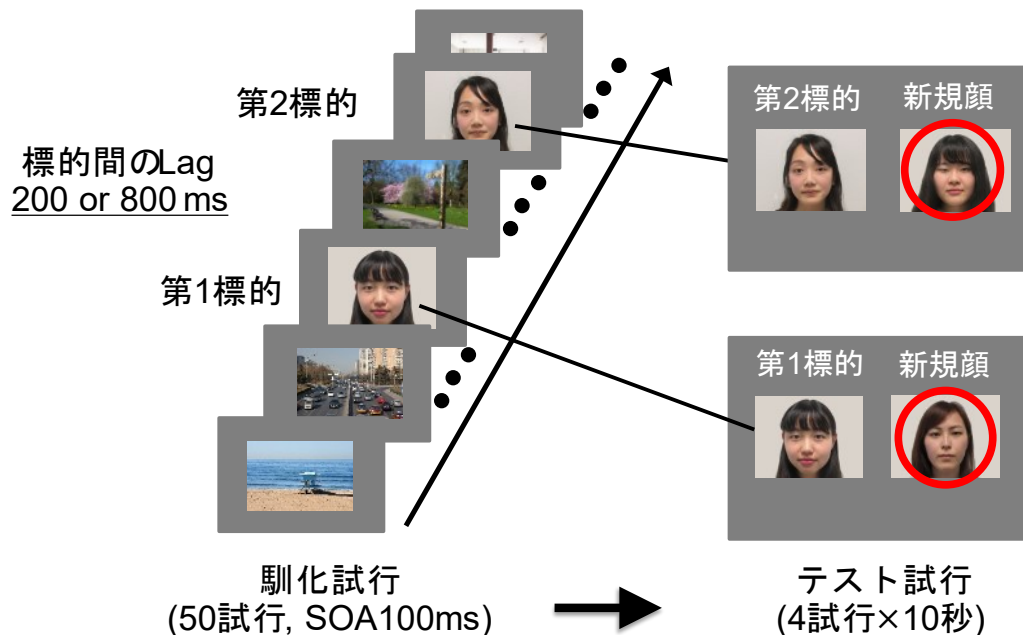 第2標的
標的間のLag
200 or 800 ms
第1標的
馴化試行
(50試行, SOA100ms)
第2標的 新規顔
第1標的 新規顔
テスト試行
(4試行×10秒)